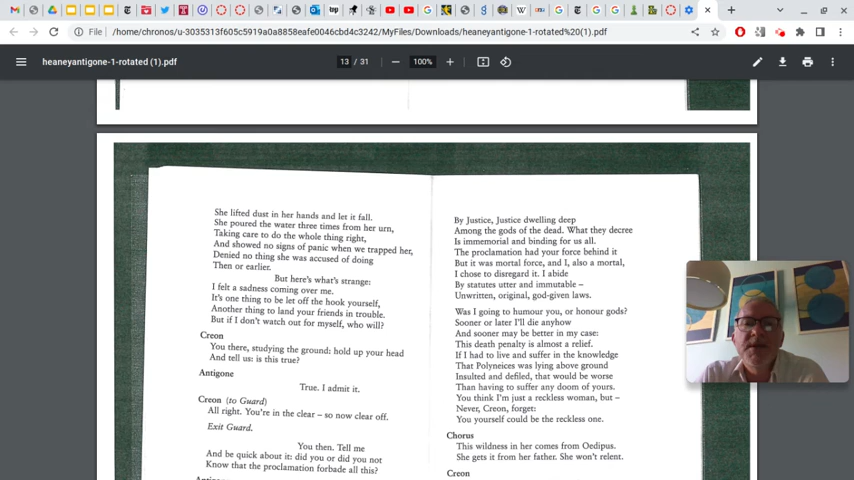 File
/home/chronos/u-3035313f605c5919a0a8858eafe0046cbd4c3242/MyFiles/Downloads/heaneyantigone-1-rotated%20(1).pdf
heaneyantigone-1-rotated (1).pdf
13 / 31
100%
She lifted dust in her hands and let it fall.
She poured the water three times from her urn,
Taking care to do the whole thing right,
And showed no signs of panic when we trapped her,
Denied no thing she was accused of doing
Then or earlier.
But here's what's strange:
I felt a sadness coming over me.
It's one thing to be let off the hook yourself,
Another thing to land your friends in trouble.
But if I don't watch out for myself, who will?
Creon
You there, studying the ground: hold up your head
And tell us: is this true?
Antigone
True. I admit it.
Creon (to Guard)
All right. You're in the clear – so now clear off.
Exit Guard.
You then. Tell me
And be quick about it: did you or did you not
Know that the proclamation forbade all this?
By Justice, Justice dwelling deep
Among the gods of the dead. What they decree
Is immemorial and binding for us all.
The proclamation had your force behind it
But it was mortal force, and I, also a mortal,
I chose to disregard it. I abide
By statutes utter and immutable –
Unwritten, original, god-given laws.
Was I going to humour you, or honour gods?
Sooner or later I'll die anyhow
And sooner may be better in my case:
This death penalty is almost a relief.
If I had to live and suffer in the knowledge
That Polyneices was lying above ground
Insulted and defiled, that would be worse
Than having to suffer any doom of yours.
You think I'm just a reckless woman, but –
Never, Creon, forget:
You yourself could be the reckless one.
Chorus
This wildness in her comes from Oedipus.
She gets it from her father. She won't relent.
Creon